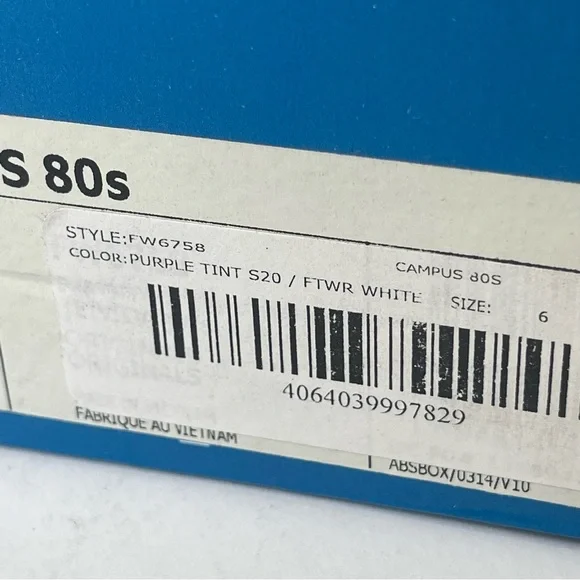 S 80s
STYLE:FW6758
CAMPUS 80S
COLOR:PURPLE TINT S20 / FTWR WHITE SIZE: 6
4064039997829
FABRIQUE AU VIETNAM
ABSBOX/0314/V10